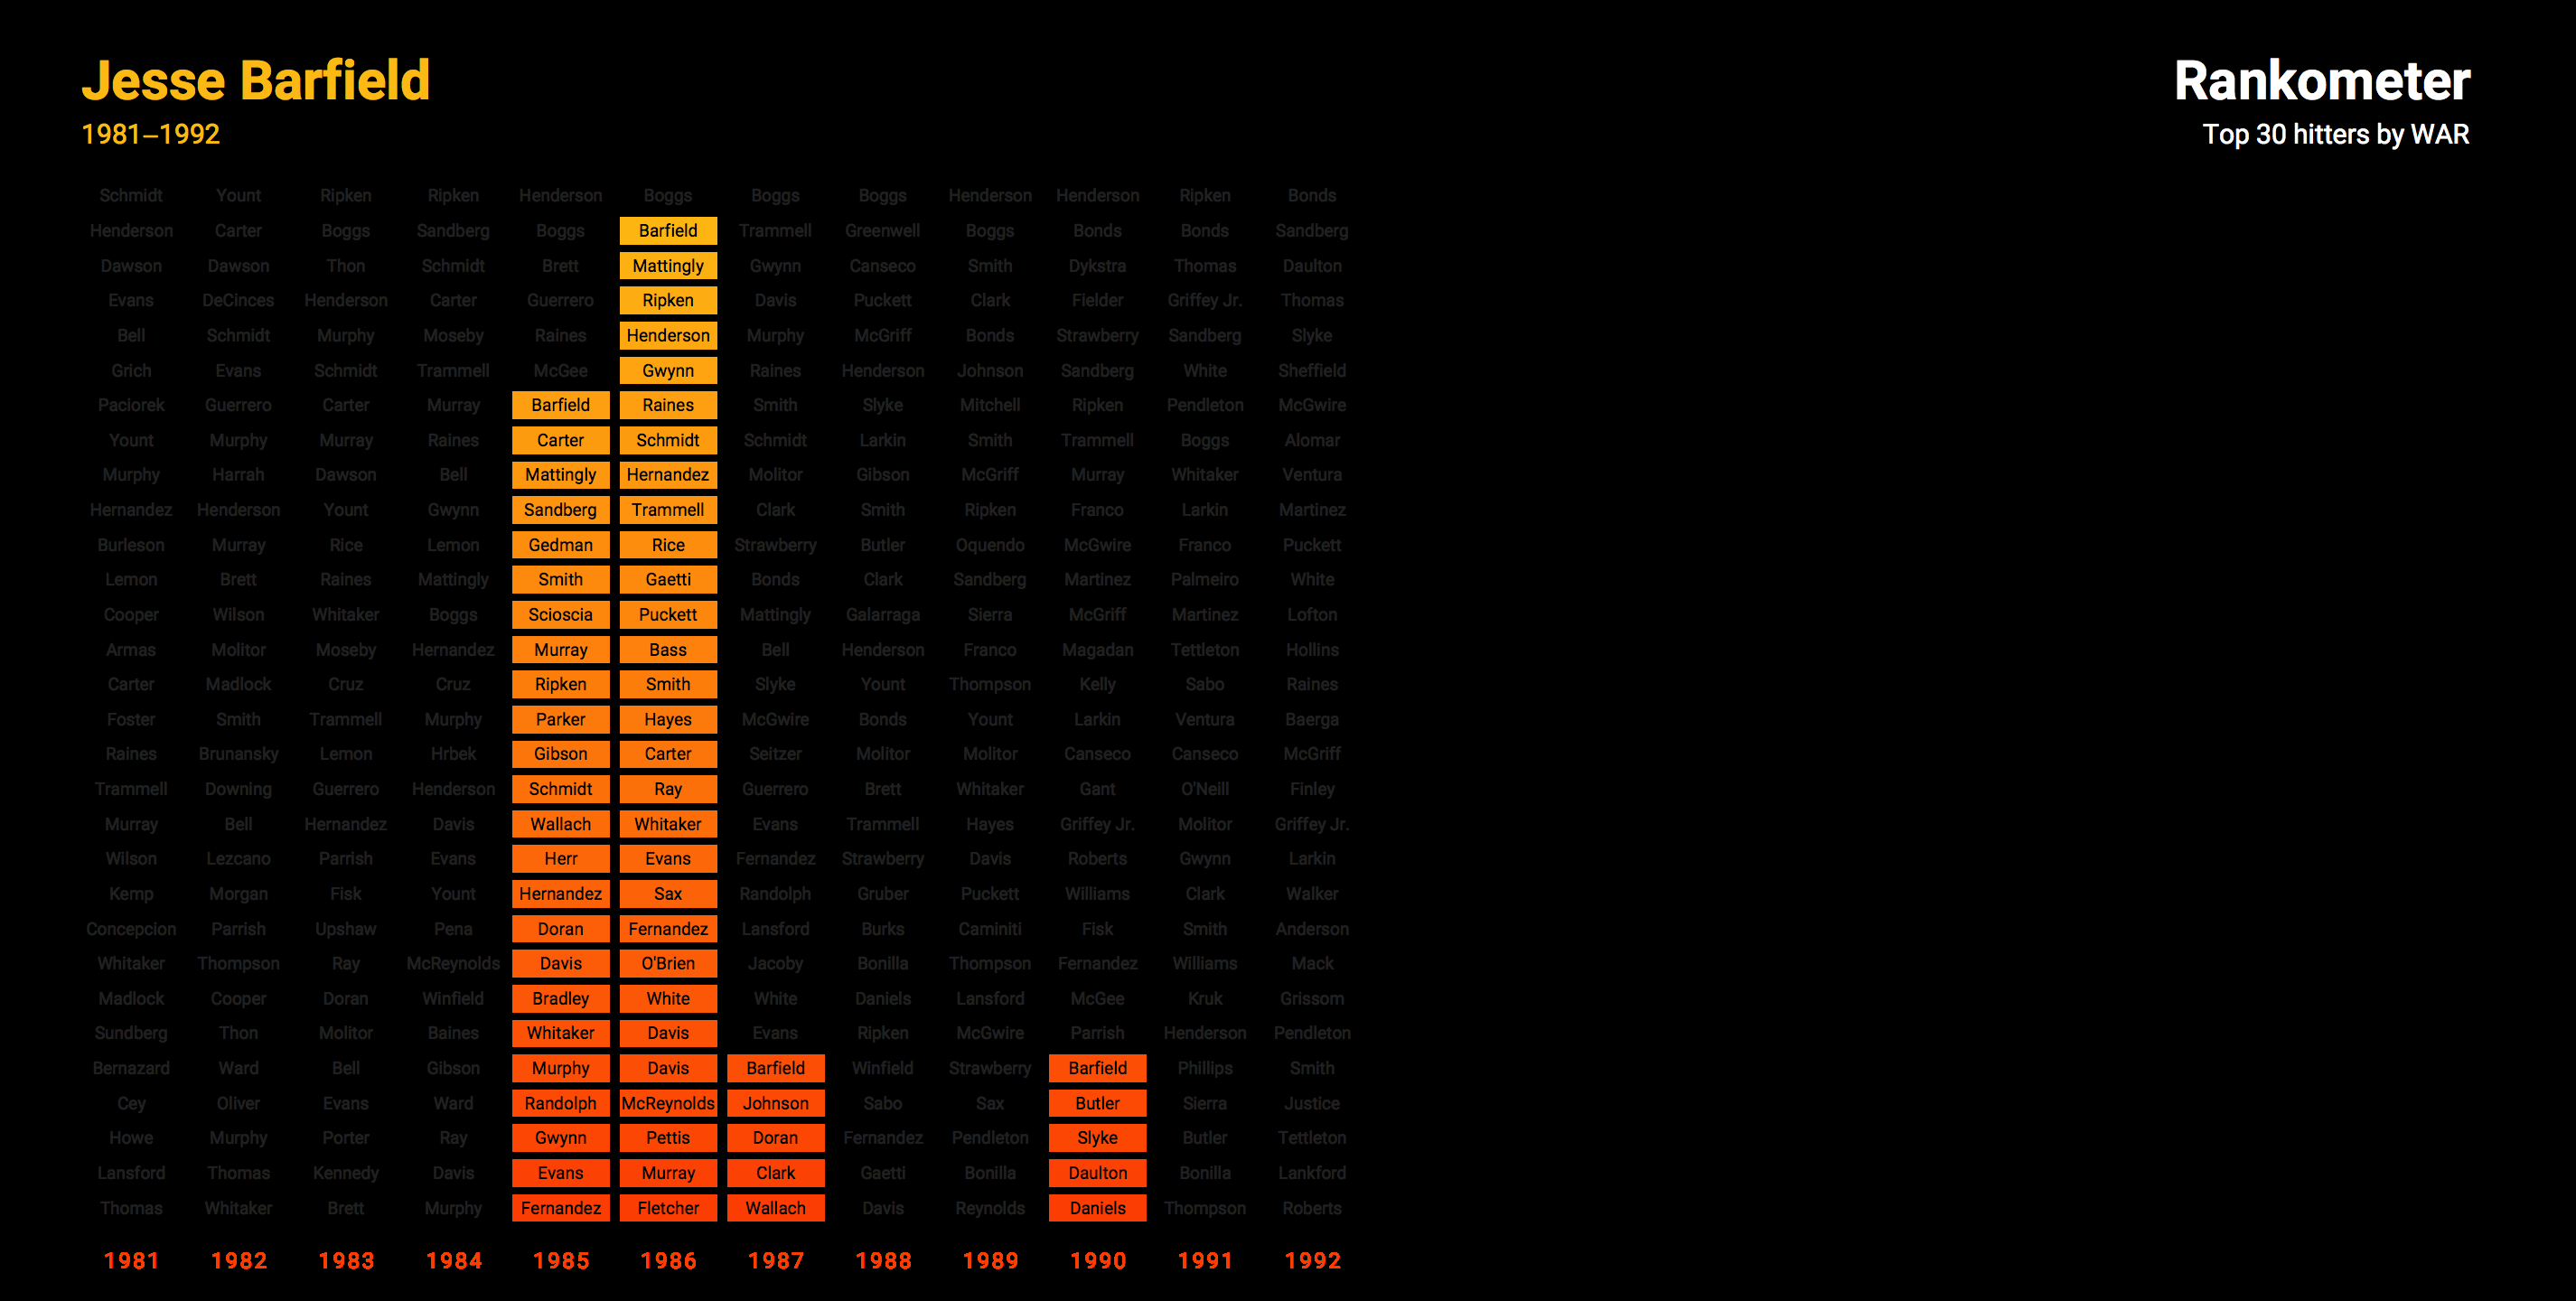 Jesse Barfield
1981–1992
Rankometer
Top 30 hitters by WAR
Schmidt Yount Ripken Ripken Henderson Boggs Boggs Boggs Henderson Henderson Ripken Bonds
Henderson Carter Boggs Sandberg Boggs Barfield Trammell Greenwell Boggs Bonds Bonds Sandberg
Dawson Dawson Thon Schmidt Brett Mattingly Gwynn Canseco Smith Dykstra Thomas Daulton
Evans DeCinces Henderson Carter Guerrero Ripken Davis Puckett Clark Fielder Griffey Jr. Thomas
Bell Schmidt Murphy Moseby Raines Henderson Murphy McGriff Bonds Strawberry Sandberg Slyke
Grich Evans Schmidt Trammell McGee Gwynn Raines Henderson Johnson Sandberg White Sheffield
Paciorek Guerrero Carter Murray Barfield Raines Smith Slyke Mitchell Ripken Pendleton McGwire
Yount Murphy Murray Raines Carter Schmidt Schmidt Larkin Smith Trammell Boggs Alomar
Murphy Harrah Dawson Bell Mattingly Hernandez Molitor Gibson McGriff Murray Whitaker Ventura
Hernandez Henderson Yount Gwynn Sandberg Trammell Clark Smith Ripken Franco Larkin Martinez
Burleson Murray Rice Lemon Gedman Rice Strawberry Butler Oquendo McGwire Franco Puckett
Lemon Brett Raines Mattingly Smith Gaetti Bonds Clark Sandberg Martinez Palmeiro White
Cooper Wilson Whitaker Boggs Scioscia Puckett Mattingly Galarraga Sierra McGriff Martinez Lofton
Armas Molitor Moseby Hernandez Murray Bass Bell Henderson Franco Magadan Tettleton Hollins
Carter Madlock Cruz Cruz Ripken Smith Slyke Yount Thompson Kelly Sabo Raines
Foster Smith Trammell Murphy Parker Hayes McGwire Bonds Yount Larkin Ventura Baerga
Raines Brunansky Lemon Hrbek Gibson Carter Seitzer Molitor Molitor Canseco Canseco McGriff
Trammell Downing Guerrero Henderson Schmidt Ray Guerrero Brett Whitaker Gant O'Neill Finley
Murray Bell Hernandez Davis Wallach Whitaker Evans Trammell Hayes Griffey Jr. Molitor Griffey Jr.
Wilson Lezcano Parrish Evans Herr Evans Fernandez Strawberry Davis Roberts Gwynn Larkin
Kemp Morgan Fisk Yount Hernandez Sax Randolph Gruber Puckett Williams Clark Walker
Concepcion Parrish Upshaw Pena Doran Fernandez Lansford Burks Caminiti Fisk Smith Anderson
Whitaker Thompson Ray McReynolds Davis O'Brien Jacoby Bonilla Thompson Fernandez Williams Mack
Madlock Cooper Doran Winfield Bradley White White Daniels Lansford McGee Kruk Grissom
Sundberg Thon Molitor Baines Whitaker Davis Evans Ripken McGwire Parrish Henderson Pendleton
Bernazard Ward Bell Gibson Murphy Davis Barfield Winfield Strawberry Barfield Phillips Smith
Cey Oliver Evans Ward Randolph McReynolds Johnson Sabo Sax Butler Sierra Justice
Howe Murphy Porter Ray Gwynn Pettis Doran Fernandez Pendleton Slyke Butler Tettleton
Lansford Thomas Kennedy Davis Evans Murray Clark Gaetti Bonilla Daulton Bonilla Lankford
Thomas Whitaker Brett Murphy Fernandez Fletcher Wallach Davis Reynolds Daniels Thompson Roberts
1981 1982 1983 1984 1985 1986 1987 1988 1989 1990 1991 1992